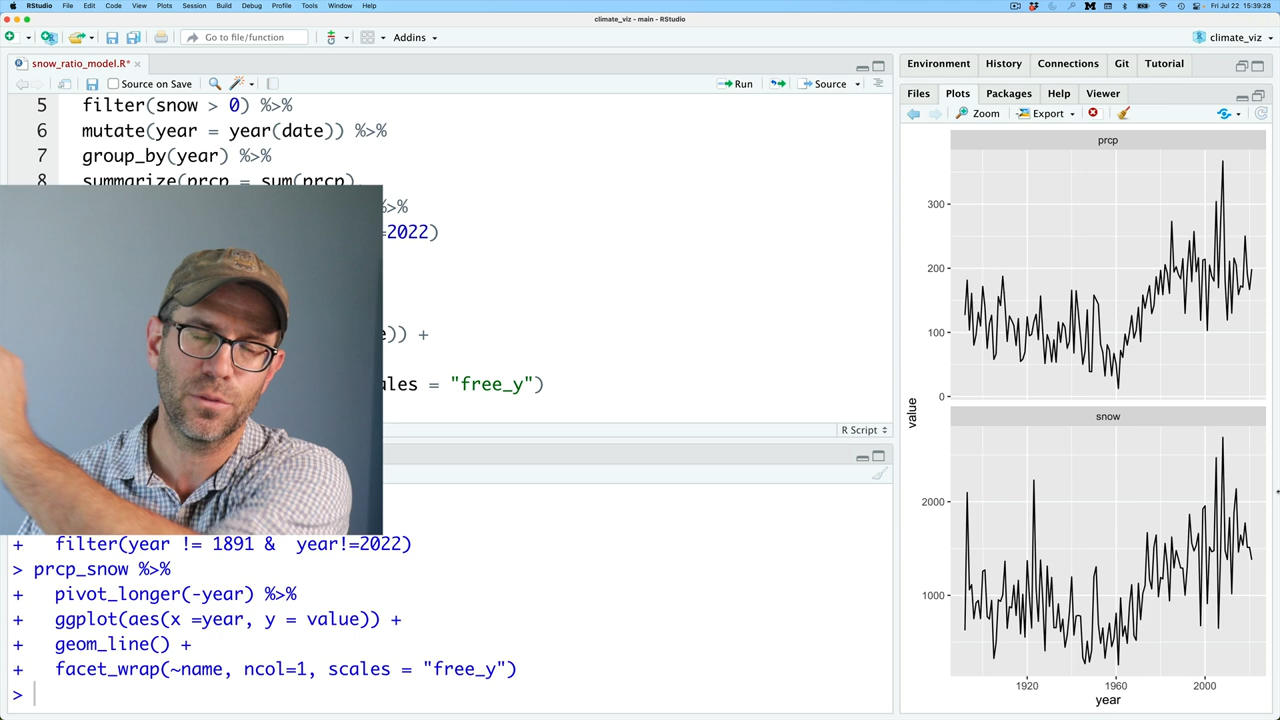 RStudio File Edit Code View Plots Session Build Debug Profile Tools Window Help Fri Jul 22 15:39:28
climate_viz - main - RStudio
Go to file/function Addins climate_viz
snow_ratio_model.R*
Source on Save Run Source
5 filter(snow > 0) %>%
6 mutate(year = year(date)) %>%
7 group_by(year) %>%
8 summarize(prcp = sum(prcp),
%>%
=2022)
e)) +
ales = "free_y")
R Script
+ filter(year != 1891 & year!=2022)
> prcp_snow %>%
+ pivot_longer(-year) %>%
+ ggplot(aes(x =year, y = value)) +
+ geom_line() +
+ facet_wrap(~name, ncol=1, scales = "free_y")
>
Environment History Connections Git Tutorial
Files Plots Packages Help Viewer
Zoom Export
prcp
300
200
100
0
value
snow
2000
1000
1920 1960 2000
year